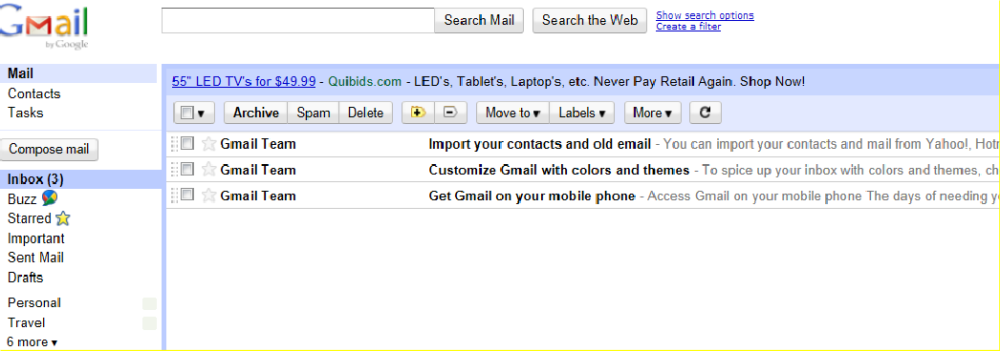 Gmail
by Google
Search Mail Search the Web Show search options
Create a filter
Mail
Contacts
Tasks
Compose mail
Inbox (3)
Buzz
Starred
Important
Sent Mail
Drafts
Personal
Travel
6 more ▾
55" LED TV's for $49.99 - Quibids.com - LED's, Tablet's, Laptop's, etc. Never Pay Retail Again. Shop Now!
Archive Spam Delete Move to ▾ Labels ▾ More ▾
Gmail Team Import your contacts and old email - You can import your contacts and mail from Yahoo!, Hotm
Gmail Team Customize Gmail with colors and themes - To spice up your inbox with colors and themes, ch
Gmail Team Get Gmail on your mobile phone - Access Gmail on your mobile phone The days of needing yo